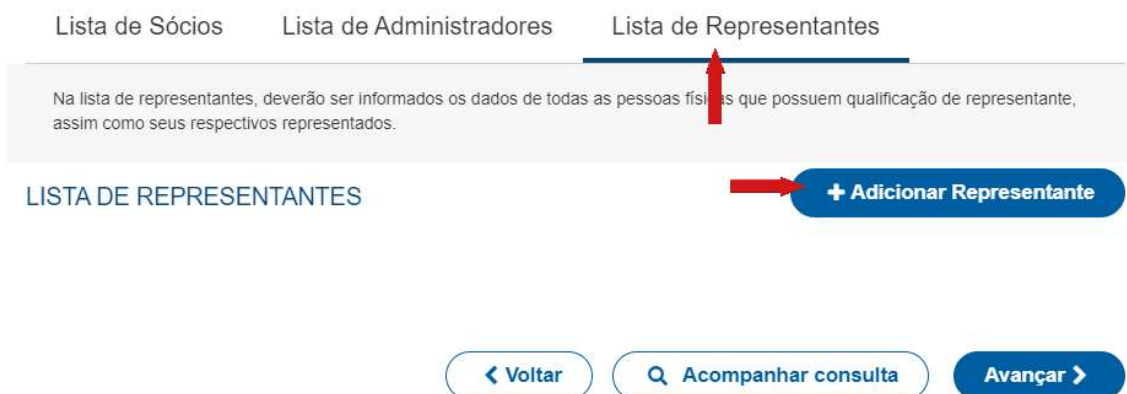 Lista de Sócios Lista de Administradores Lista de Representantes
Na lista de representantes, deverão ser informados os dados de todas as pessoas físicas que possuem qualificação de representante,
assim como seus respectivos representados.
LISTA DE REPRESENTANTES + Adicionar Representante
Voltar Acompanhar consulta Avançar